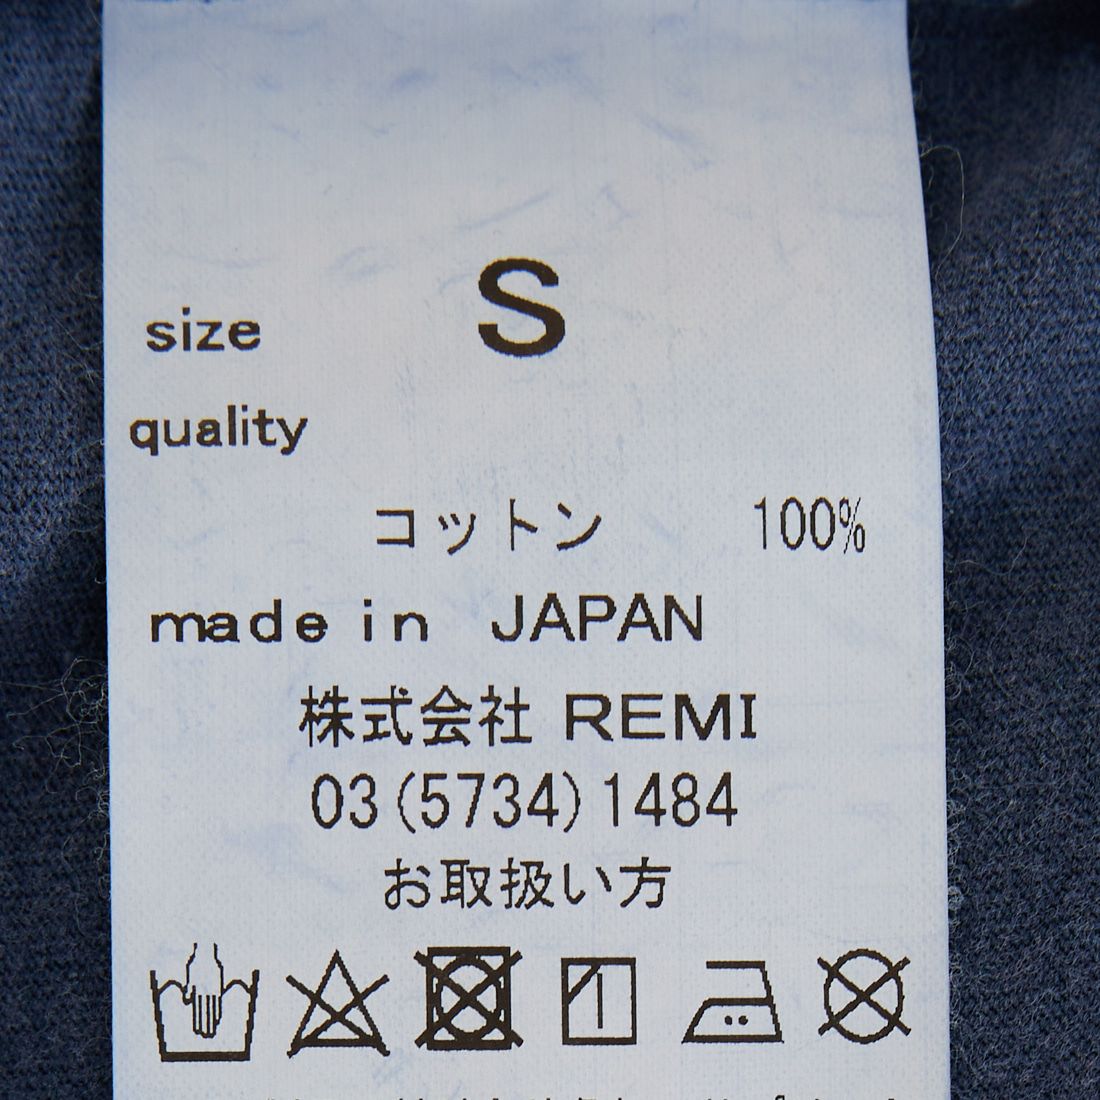 size S
quality
コットン 100%
made in JAPAN
株式会社 REMI
03(5734)1484
お取扱い方